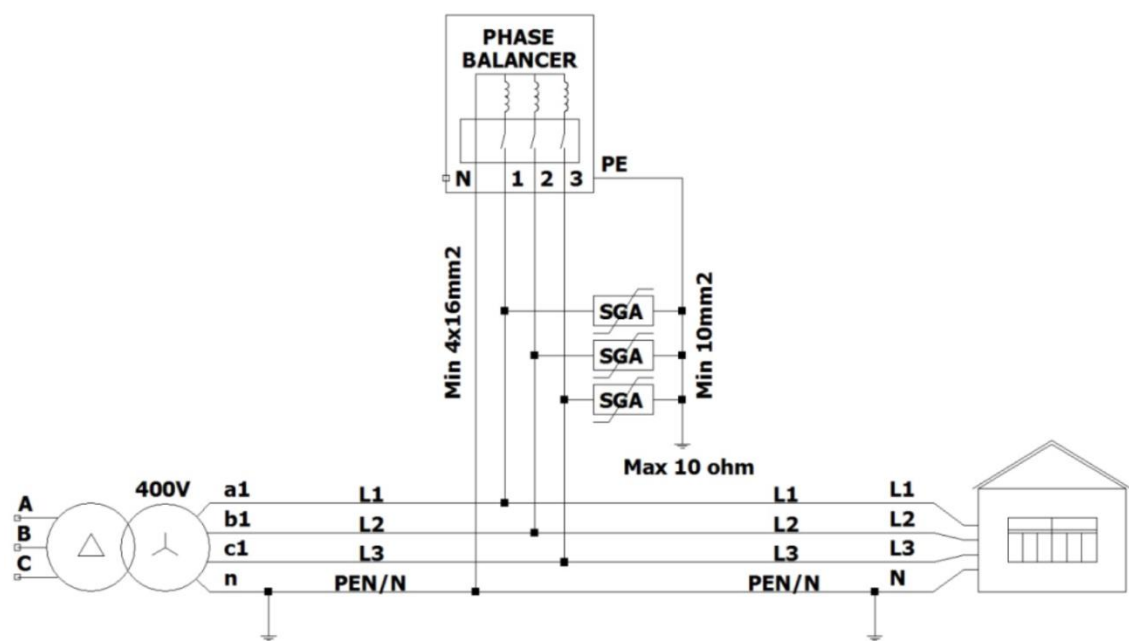 PHASE
BALANCER
N 1 2 3
PE
Min 4x16mm2
Min 10mm2
SGA
SGA
SGA
Max 10 ohm
400V
A
B
C
a1 L1 L1 L1
b1 L2 L2 L2
c1 L3 L3 L3
n PEN/N PEN/N N